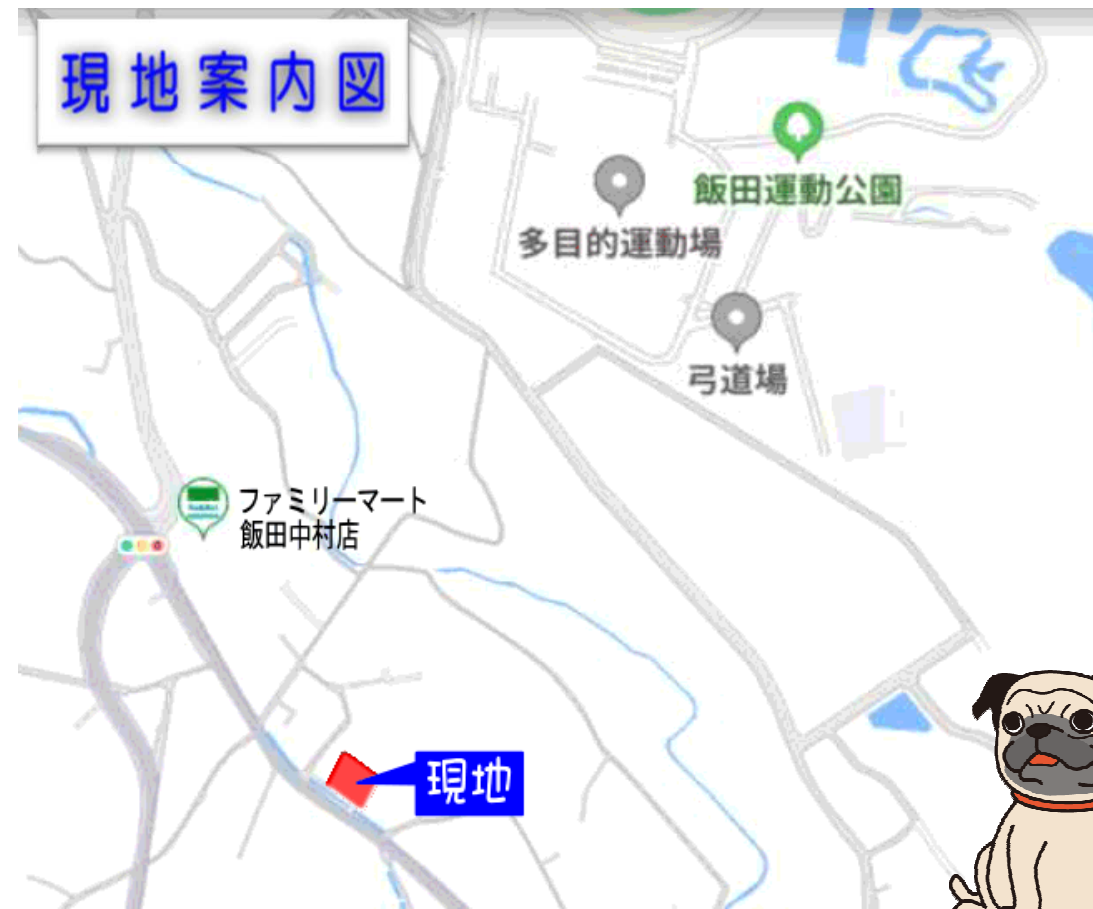 現地案内図
飯田運動公園
多目的運動場
弓道場
ファミリーマート
飯田中村店
現地